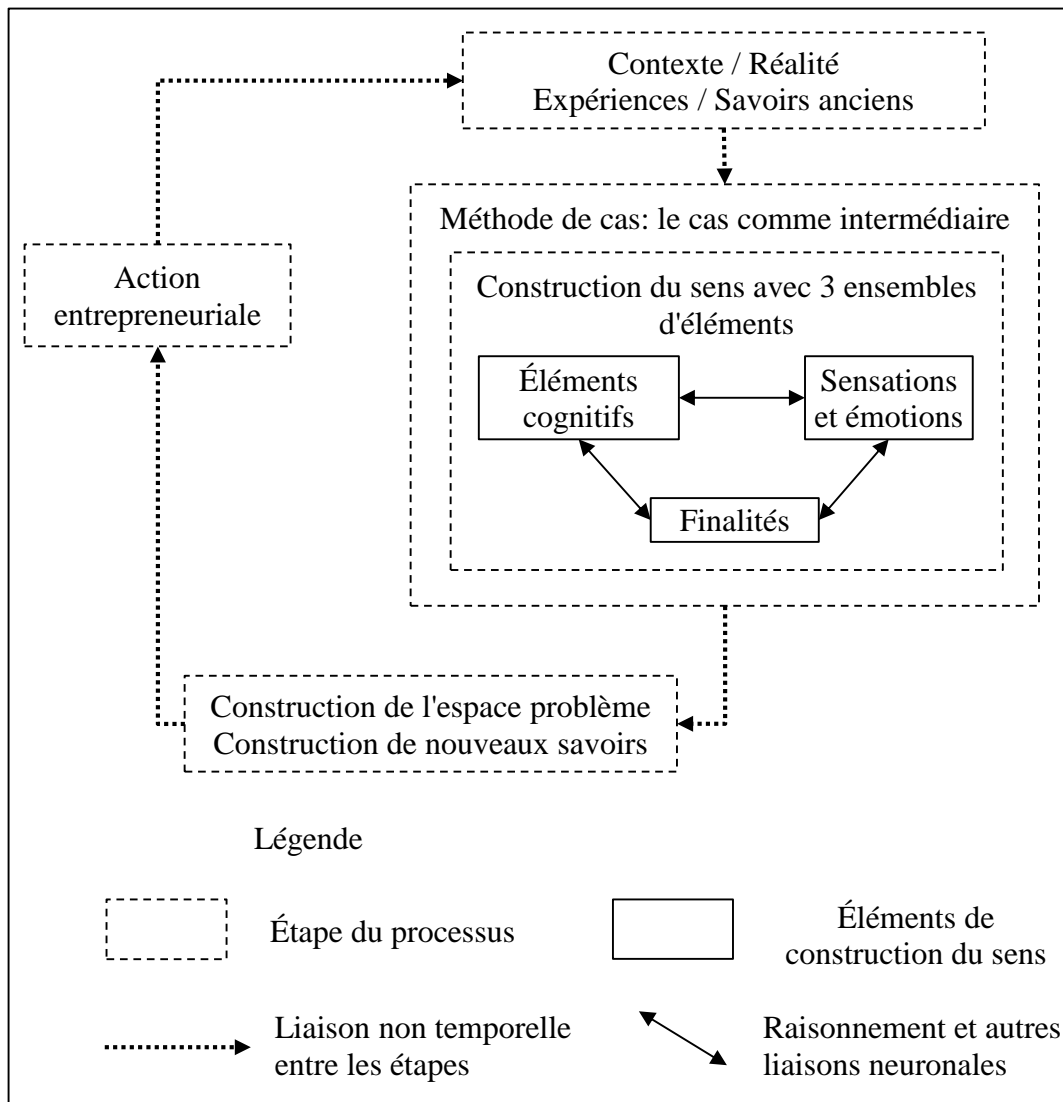 Contexte / Réalité
Expériences / Savoirs anciens
Méthode de cas: le cas comme intermédiaire
Action
entrepreneuriale
Construction du sens avec 3 ensembles
d'éléments
Éléments
cognitifs
Sensations
et émotions
Finalités
Construction de l'espace problème
Construction de nouveaux savoirs
Légende
Étape du processus
Éléments de
construction du sens
Liaison non temporelle
entre les étapes
Raisonnement et autres
liaisons neuronales